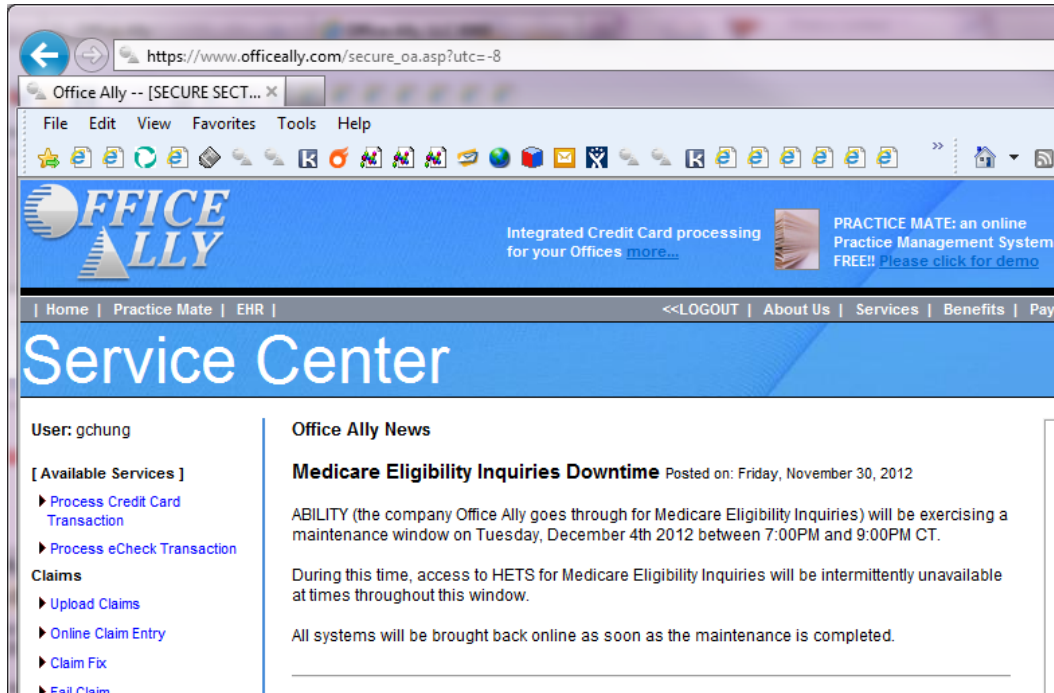 https://www.officeally.com/secure_oa.asp?utc=-8
Office Ally -- [SECURE SECT...
File Edit View Favorites Tools Help
OFFICE
ALLY
Integrated Credit Card processing
for your Offices more...
PRACTICE MATE: an online
Practice Management System
FREE!! Please click for demo
| Home | Practice Mate | EHR |
<<LOGOUT | About Us | Services | Benefits | Pay
Service Center
User: gchung
[ Available Services ]
Process Credit Card
Transaction
Process eCheck Transaction
Claims
Upload Claims
Online Claim Entry
Claim Fix
Fail Claim
Office Ally News
Medicare Eligibility Inquiries Downtime Posted on: Friday, November 30, 2012
ABILITY (the company Office Ally goes through for Medicare Eligibility Inquiries) will be exercising a
maintenance window on Tuesday, December 4th 2012 between 7:00PM and 9:00PM CT.
During this time, access to HETS for Medicare Eligibility Inquiries will be intermittently unavailable
at times throughout this window.
All systems will be brought back online as soon as the maintenance is completed.